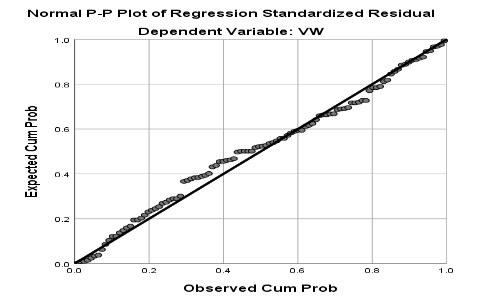 Normal P-P Plot of Regression Standardized Residual
Dependent Variable: VW
1.0
0.8
0.6
0.4
0.2
0.0
Expected Cum Prob
0.0 0.2 0.4 0.6 0.8 1.0
Observed Cum Prob